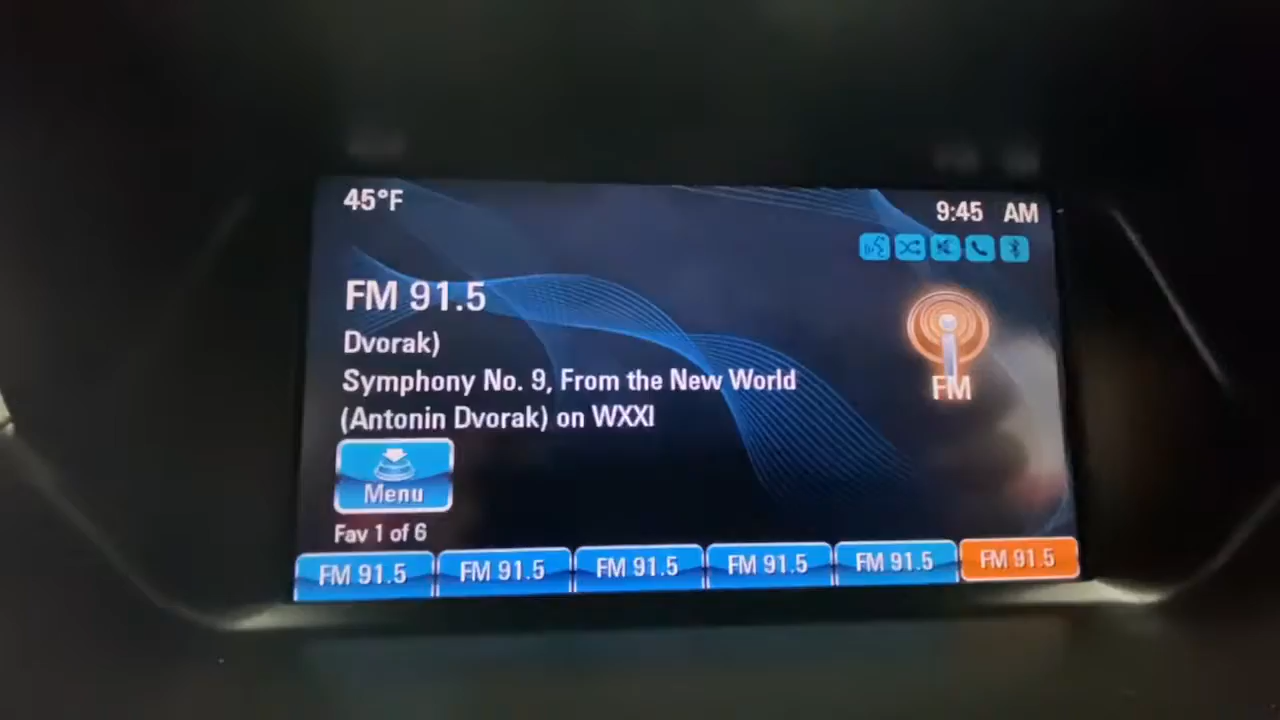 45°F
9:45 AM
FM 91.5
Dvorak)
Symphony No. 9, From the New World
(Antonin Dvorak) on WXXI
FM
Menu
Fav 1 of 6
FM 91.5 FM 91.5 FM 91.5 FM 91.5 FM 91.5 FM 91.5